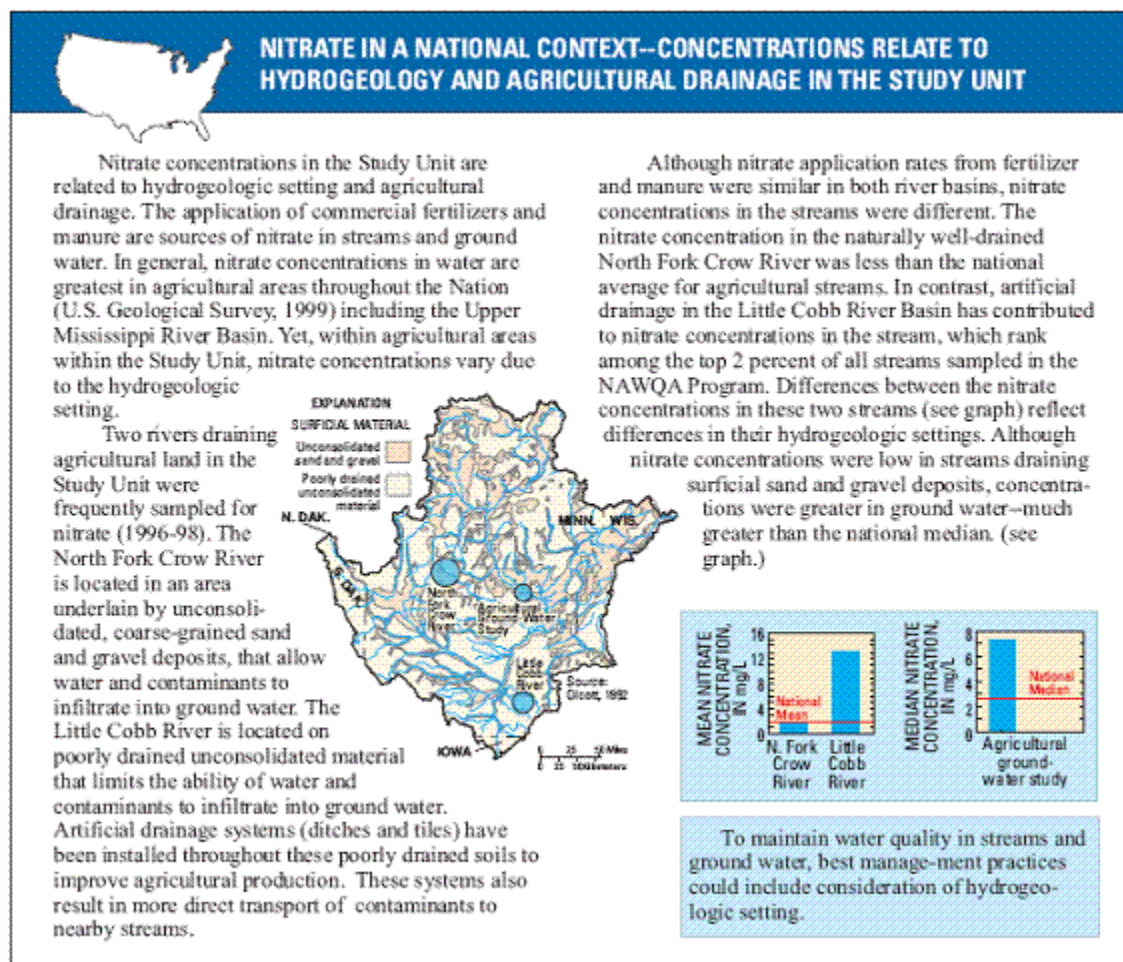 NITRATE IN A NATIONAL CONTEXT--CONCENTRATIONS RELATE TO
HYDROGEOLOGY AND AGRICULTURAL DRAINAGE IN THE STUDY UNIT
Nitrate concentrations in the Study Unit are
related to hydrogeologic setting and agricultural
drainage. The application of commercial fertilizers and
manure are sources of nitrate in streams and ground
water. In general, nitrate concentrations in water are
greatest in agricultural areas throughout the Nation
(U.S. Geological Survey, 1999) including the Upper
Mississippi River Basin. Yet, within agricultural areas
within the Study Unit, nitrate concentrations vary due
to the hydrogeologic
setting.
Two rivers draining
agricultural land in the
Study Unit were
frequently sampled for
nitrate (1996-98). The
North Fork Crow River
is located in an area
underlain by unconsoli-
dated, coarse-grained sand
and gravel deposits, that allow
water and contaminants to
infiltrate into ground water. The
Little Cobb River is located on
poorly drained unconsolidated material
that limits the ability of water and
contaminants to infiltrate into ground water.
Artificial drainage systems (ditches and tiles) have
been installed throughout these poorly drained soils to
improve agricultural production. These systems also
result in more direct transport of contaminants to
nearby streams.
EXPLANATION
SURFICIAL MATERIAL
Unconsolidated
sand and gravel
Poorly drained
unconsolidated
material
N. DAK.
S. DAK.
MINN.
WIS.
North
Fork
Crow
River
Agricultural
Ground-Water
Study
Little
Cobb
River
Source:
Olcott, 1992
IOWA
0 25 50 Miles
0 25 50 Kilometers
Although nitrate application rates from fertilizer
and manure were similar in both river basins, nitrate
concentrations in the streams were different. The
nitrate concentration in the naturally well-drained
North Fork Crow River was less than the national
average for agricultural streams. In contrast, artificial
drainage in the Little Cobb River Basin has contributed
to nitrate concentrations in the stream, which rank
among the top 2 percent of all streams sampled in the
NAWQA Program. Differences between the nitrate
concentrations in these two streams (see graph) reflect
differences in their hydrogeologic settings. Although
nitrate concentrations were low in streams draining
surficial sand and gravel deposits, concentra-
tions were greater in ground water--much
greater than the national median. (see
graph.)
MEAN NITRATE
CONCENTRATION,
IN mg/L
16
12
8
4
0
National
Mean
N. Fork
Crow
River
Little
Cobb
River
MEDIAN NITRATE
CONCENTRATION,
IN mg/L
8
6
4
2
0
National
Median
Agricultural
ground-
water study
To maintain water quality in streams and
ground water, best manage-ment practices
could include consideration of hydrogeo-
logic setting.